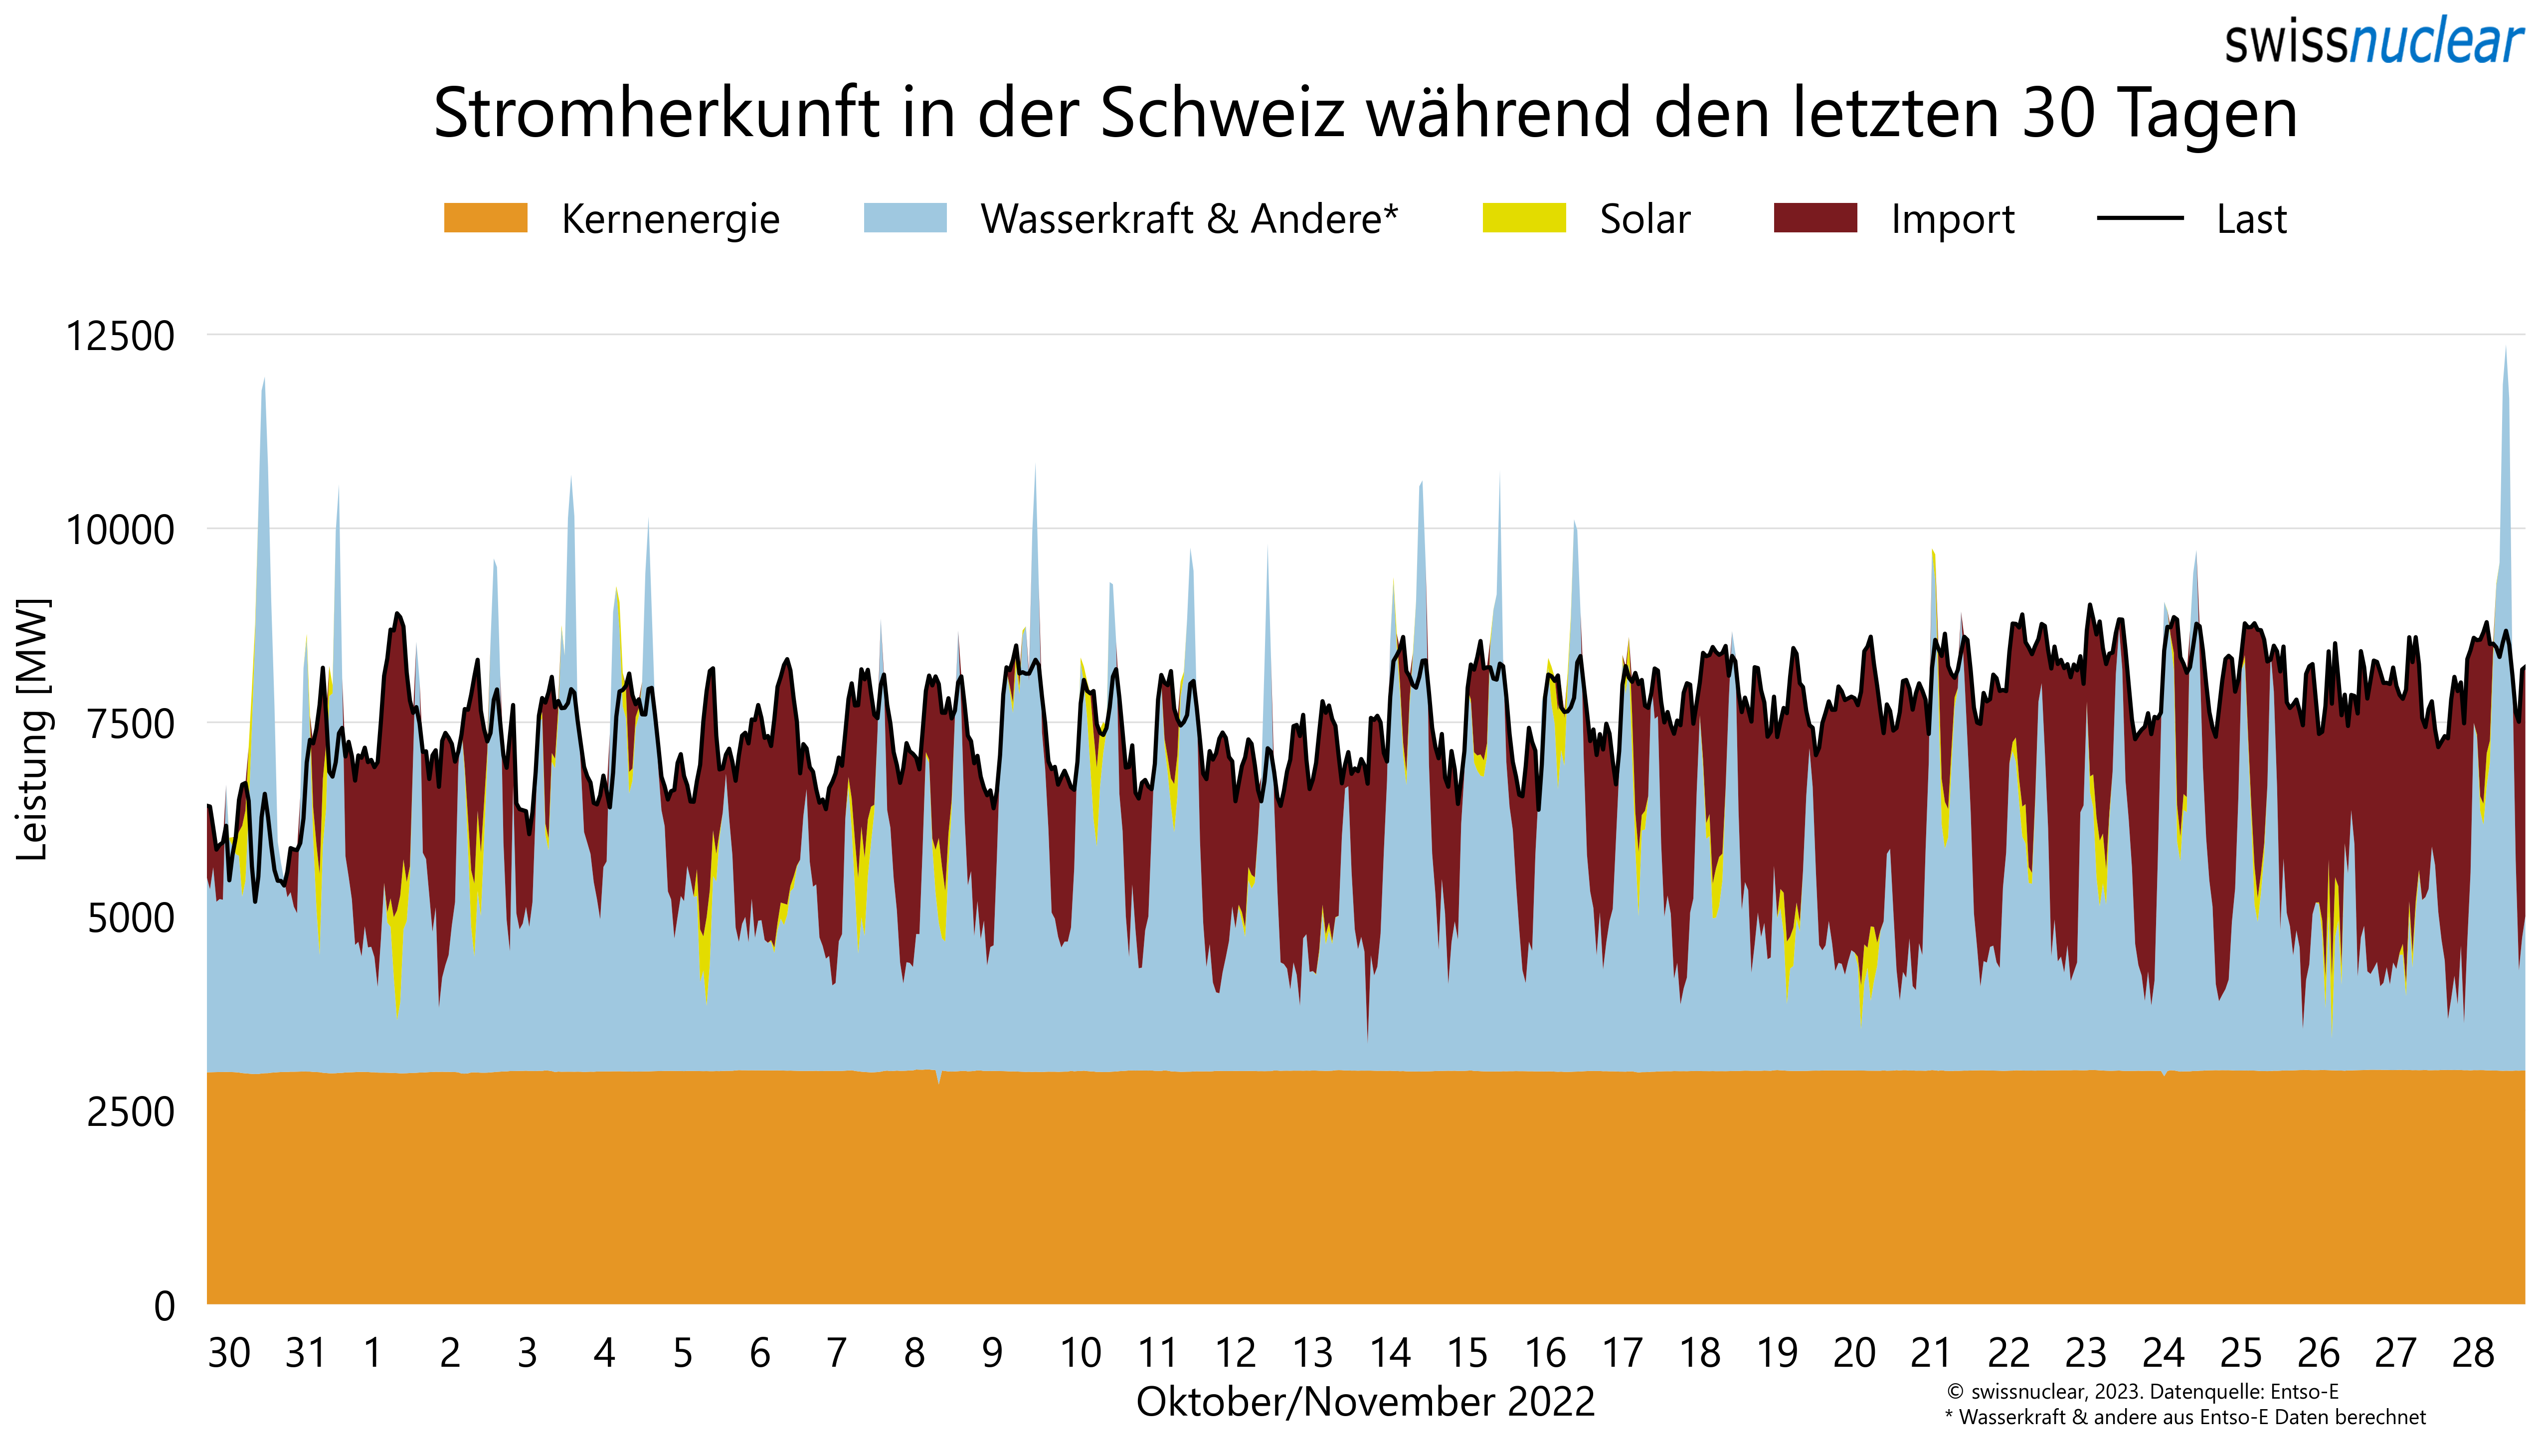 swissnuclear
Stromherkunft in der Schweiz während den letzten 30 Tagen
Kernenergie Wasserkraft & Andere* Solar Import Last
12500
10000
7500
5000
2500
0
Leistung [MW]
30 31 1 2 3 4 5 6 7 8 9 10 11 12 13 14 15 16 17 18 19 20 21 22 23 24 25 26 27 28
Oktober/November 2022
© swissnuclear, 2023. Datenquelle: Entso-E
* Wasserkraft & andere aus Entso-E Daten berechnet